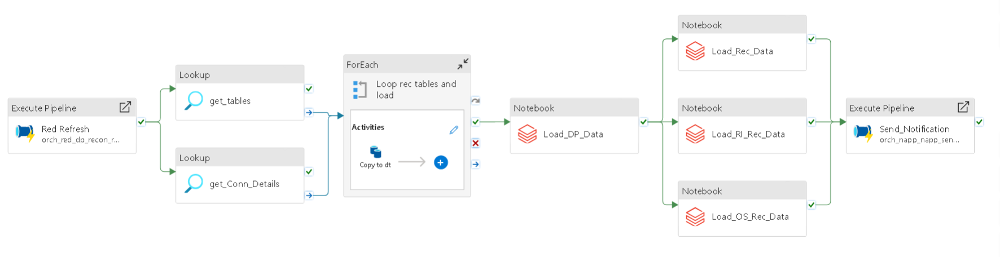 Execute Pipeline
Red Refresh
orch_red_dp_recon_r...
Lookup
get_tables
Lookup
get_Conn_Details
ForEach
Loop rec tables and
load
Activities
Copy to dt
Notebook
Load_DP_Data
Notebook
Load_Rec_Data
Notebook
Load_RI_Rec_Data
Notebook
Load_OS_Rec_Data
Execute Pipeline
Send_Notification
orch_napp_napp_sen...